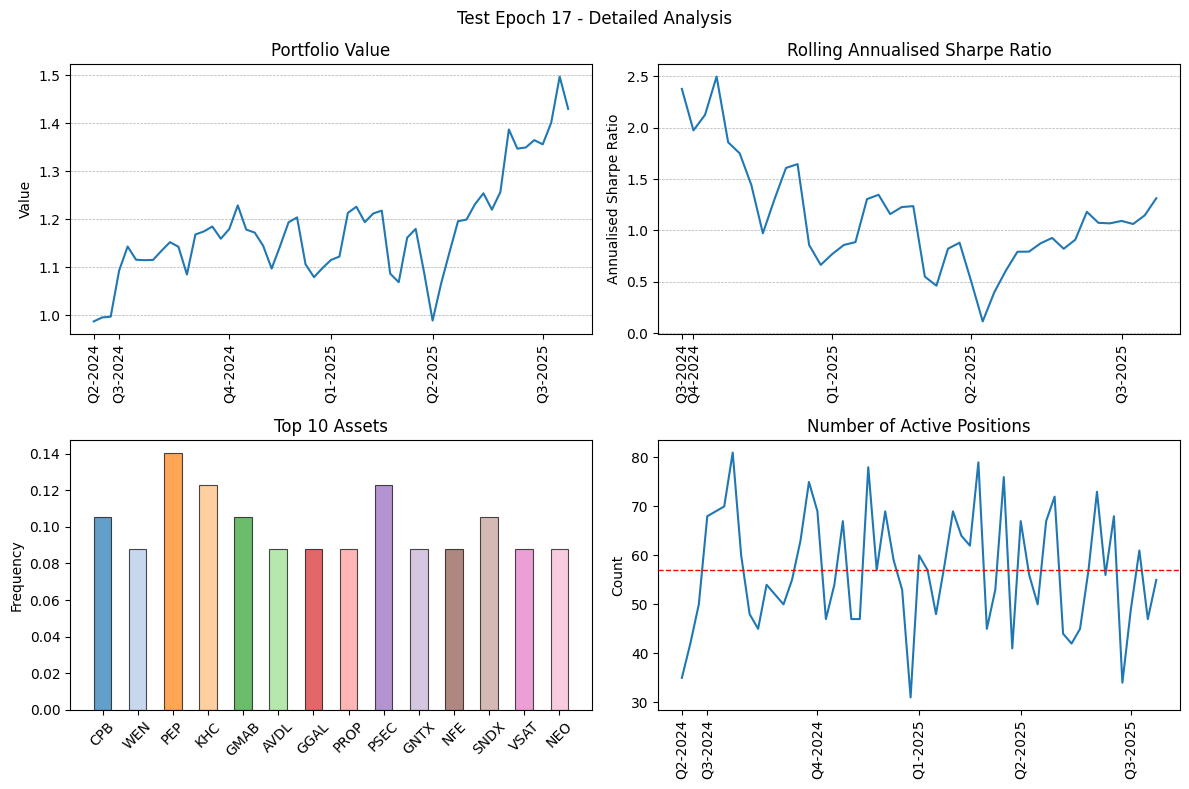 Test Epoch 17 - Detailed Analysis
Portfolio Value
Value
1.5
1.4
1.3
1.2
1.1
1.0
Q2-2024
Q3-2024
Q4-2024
Q1-2025
Q2-2025
Q3-2025
Rolling Annualised Sharpe Ratio
Annualised Sharpe Ratio
2.5
2.0
1.5
1.0
0.5
0.0
Q3-2024
Q4-2024
Q1-2025
Q2-2025
Q3-2025
Top 10 Assets
Frequency
0.14
0.12
0.10
0.08
0.06
0.04
0.02
0.00
CPB
WEN
PEP
KHC
GMAB
AVDL
GGAL
PROP
PSEC
GNTX
NFE
SNDX
VSAT
NEO
Number of Active Positions
Count
80
70
60
50
40
30
Q2-2024
Q3-2024
Q4-2024
Q1-2025
Q2-2025
Q3-2025